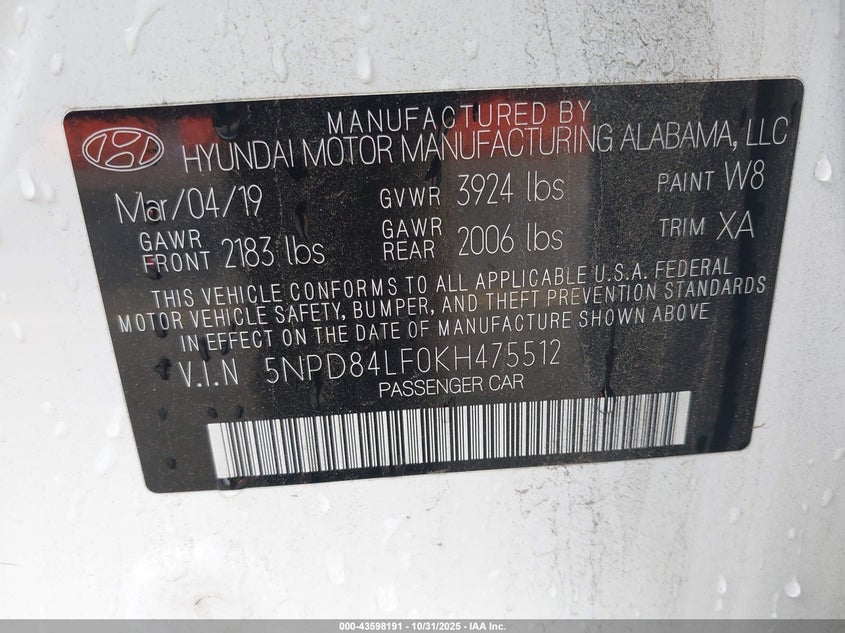 MANUFACTURED BY
HYUNDAI MOTOR MANUFACTURING ALABAMA, LLC
Mar/04/19 GVWR 3924 lbs PAINT W8
GAWR FRONT 2183 lbs GAWR REAR 2006 lbs TRIM XA
THIS VEHICLE CONFORMS TO ALL APPLICABLE U.S.A. FEDERAL
MOTOR VEHICLE SAFETY, BUMPER, AND THEFT PREVENTION STANDARDS
IN EFFECT ON THE DATE OF MANUFACTURE SHOWN ABOVE
V.I.N 5NPD84LF0KH475512
PASSENGER CAR
000-43598191 - 10/31/2025 - IAA Inc.